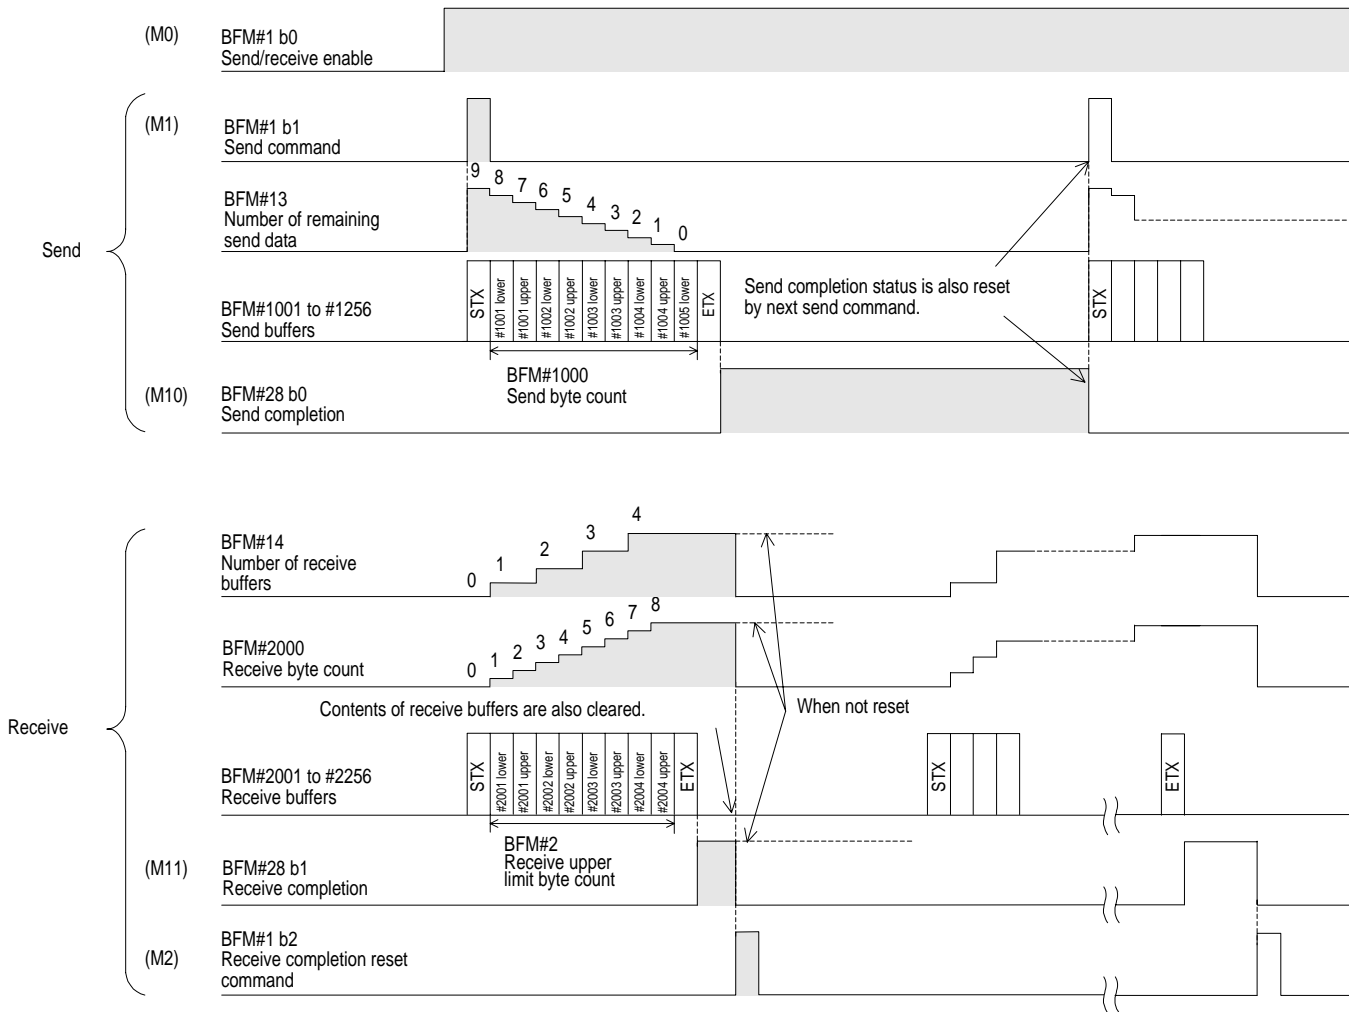 (M0)
BFM#1 b0
Send/receive enable
Send
(M1)
BFM#1 b1
Send command
9 8 7 6 5 4 3 2 1 0
BFM#13
Number of remaining
send data
BFM#1001 to #1256
Send buffers
STX
#1001 lower
#1001 upper
#1002 lower
#1002 upper
#1003 lower
#1003 upper
#1004 lower
#1004 upper
#1005 lower
ETX
Send completion status is also reset
by next send command.
STX
BFM#1000
Send byte count
(M10)
BFM#28 b0
Send completion
Receive
BFM#14
Number of receive
buffers
0 1 2 3 4
BFM#2000
Receive byte count
0 1 2 3 4 5 6 7 8
Contents of receive buffers are also cleared.
When not reset
BFM#2001 to #2256
Receive buffers
STX
#2001 lower
#2001 upper
#2002 lower
#2002 upper
#2003 lower
#2003 upper
#2004 lower
#2004 upper
ETX
STX
ETX
BFM#2
Receive upper
limit byte count
(M11)
BFM#28 b1
Receive completion
(M2)
BFM#1 b2
Receive completion reset
command